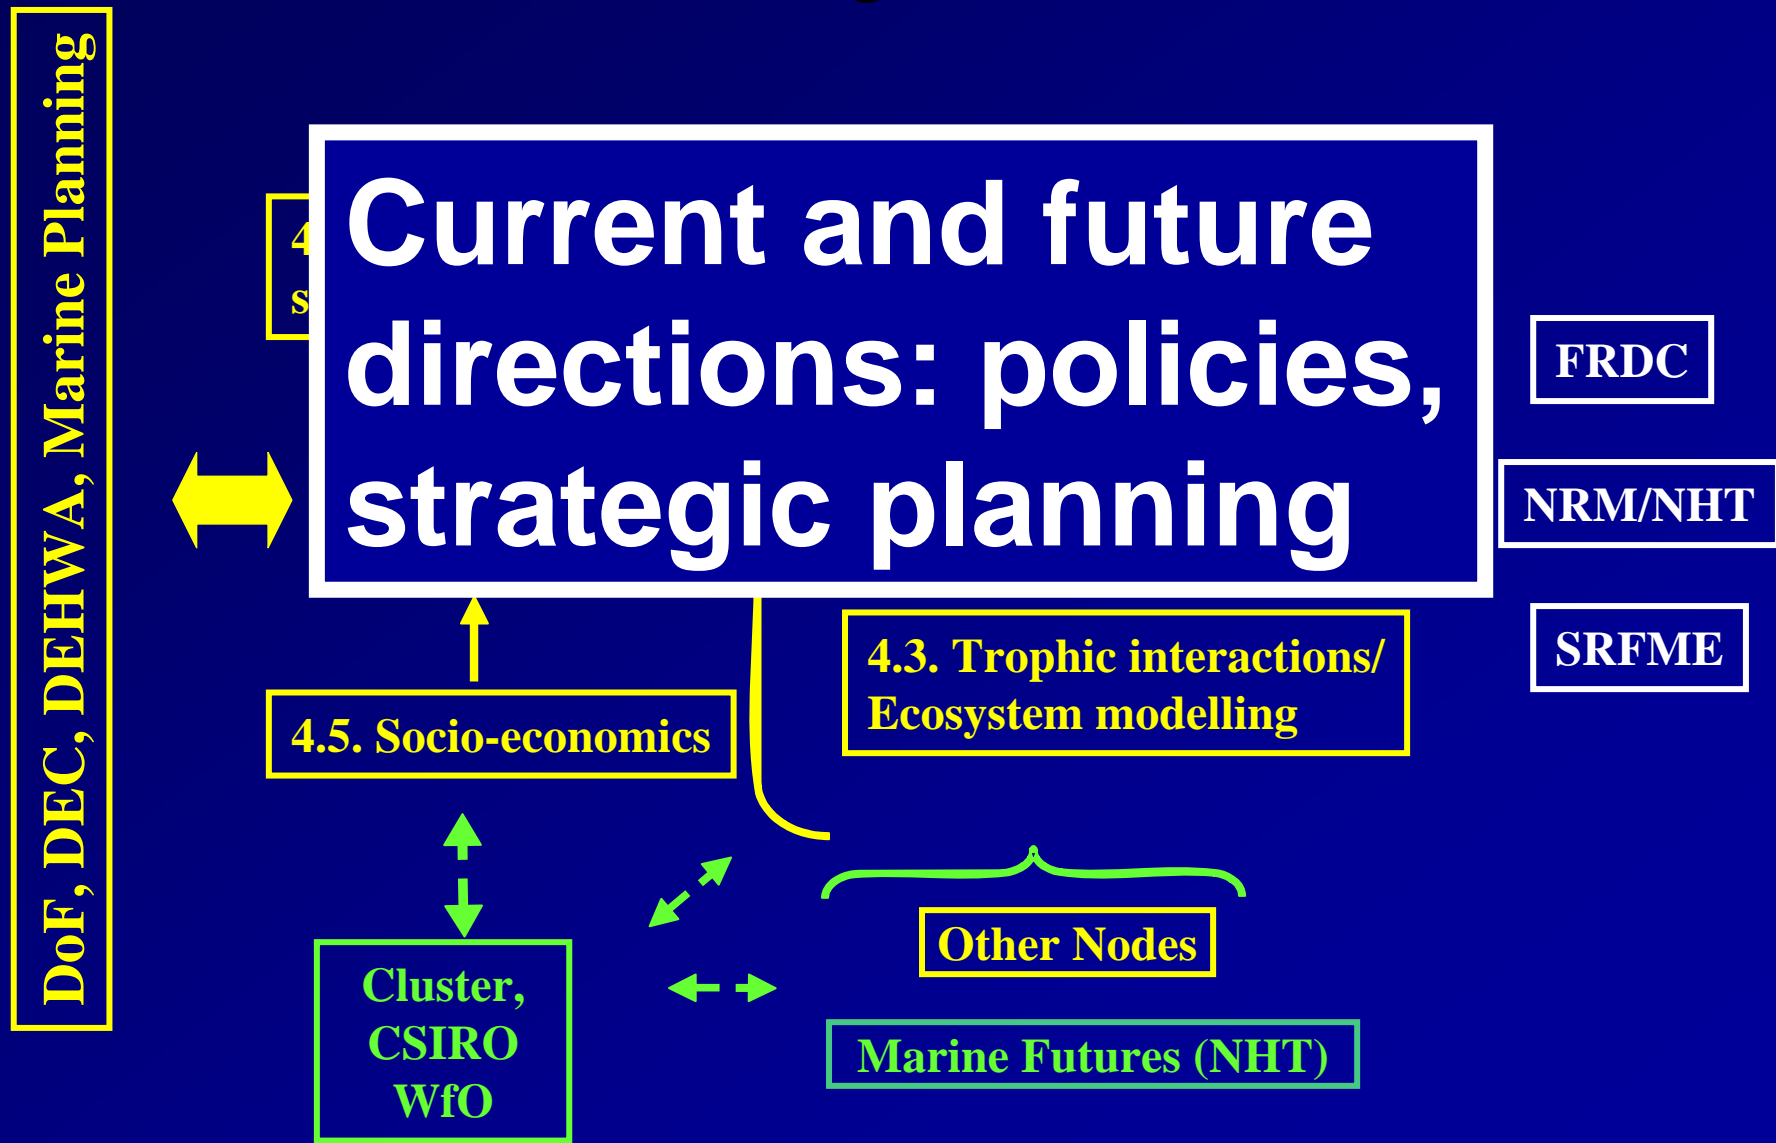 DoF, DEC, DEHWA, Marine Planning
4
s
Current and future
directions: policies,
strategic planning
FRDC
NRM/NHT
SRFME
4.3. Trophic interactions/
Ecosystem modelling
4.5. Socio-economics
Other Nodes
Cluster,
CSIRO
WfO
Marine Futures (NHT)